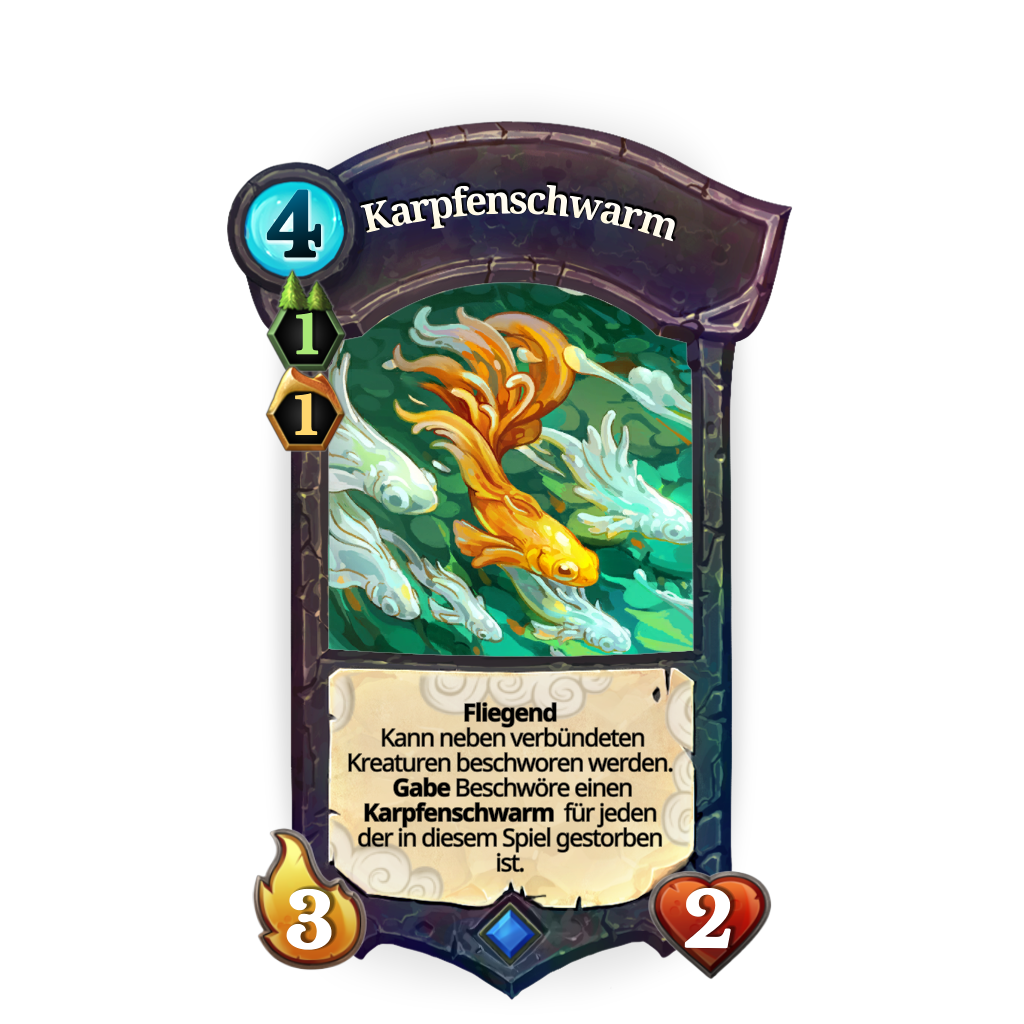 4
Karpfenschwarm
1
1
Fliegend
Kann neben verbündeten
Kreaturen beschworen werden.
Gabe Beschwöre einen
Karpfenschwarm für jeden
der in diesem Spiel gestorben
ist.
3
2